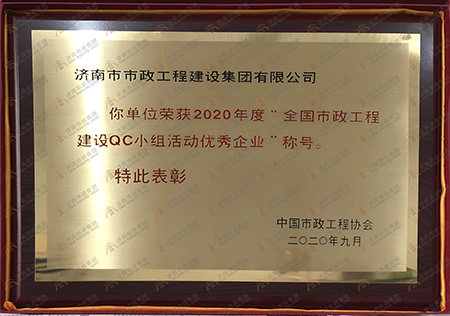 济南市市政工程建设集团有限公司
你单位荣获2020年度“全国市政工程
建设QC小组活动优秀企业”称号。
特此表彰
中国市政工程协会
二〇二〇年九月